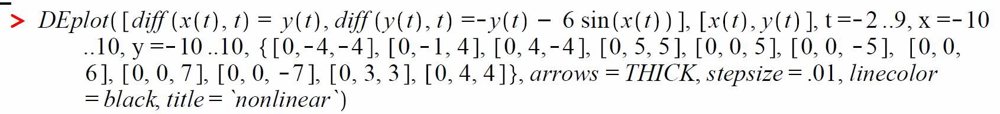 > DEplot([diff(x(t), t) = y(t), diff(y(t), t) =-y(t) − 6 sin(x(t))], [x(t), y(t)], t =-2 ..9, x =-10
..10, y =-10 ..10, {[0,-4,-4], [0,-1, 4], [0, 4,-4], [0, 5, 5], [0, 0, 5], [0, 0, -5], [0, 0,
6], [0, 0, 7], [0, 0, -7], [0, 3, 3], [0, 4, 4]}, arrows = THICK, stepsize = .01, linecolor
= black, title = `nonlinear`)